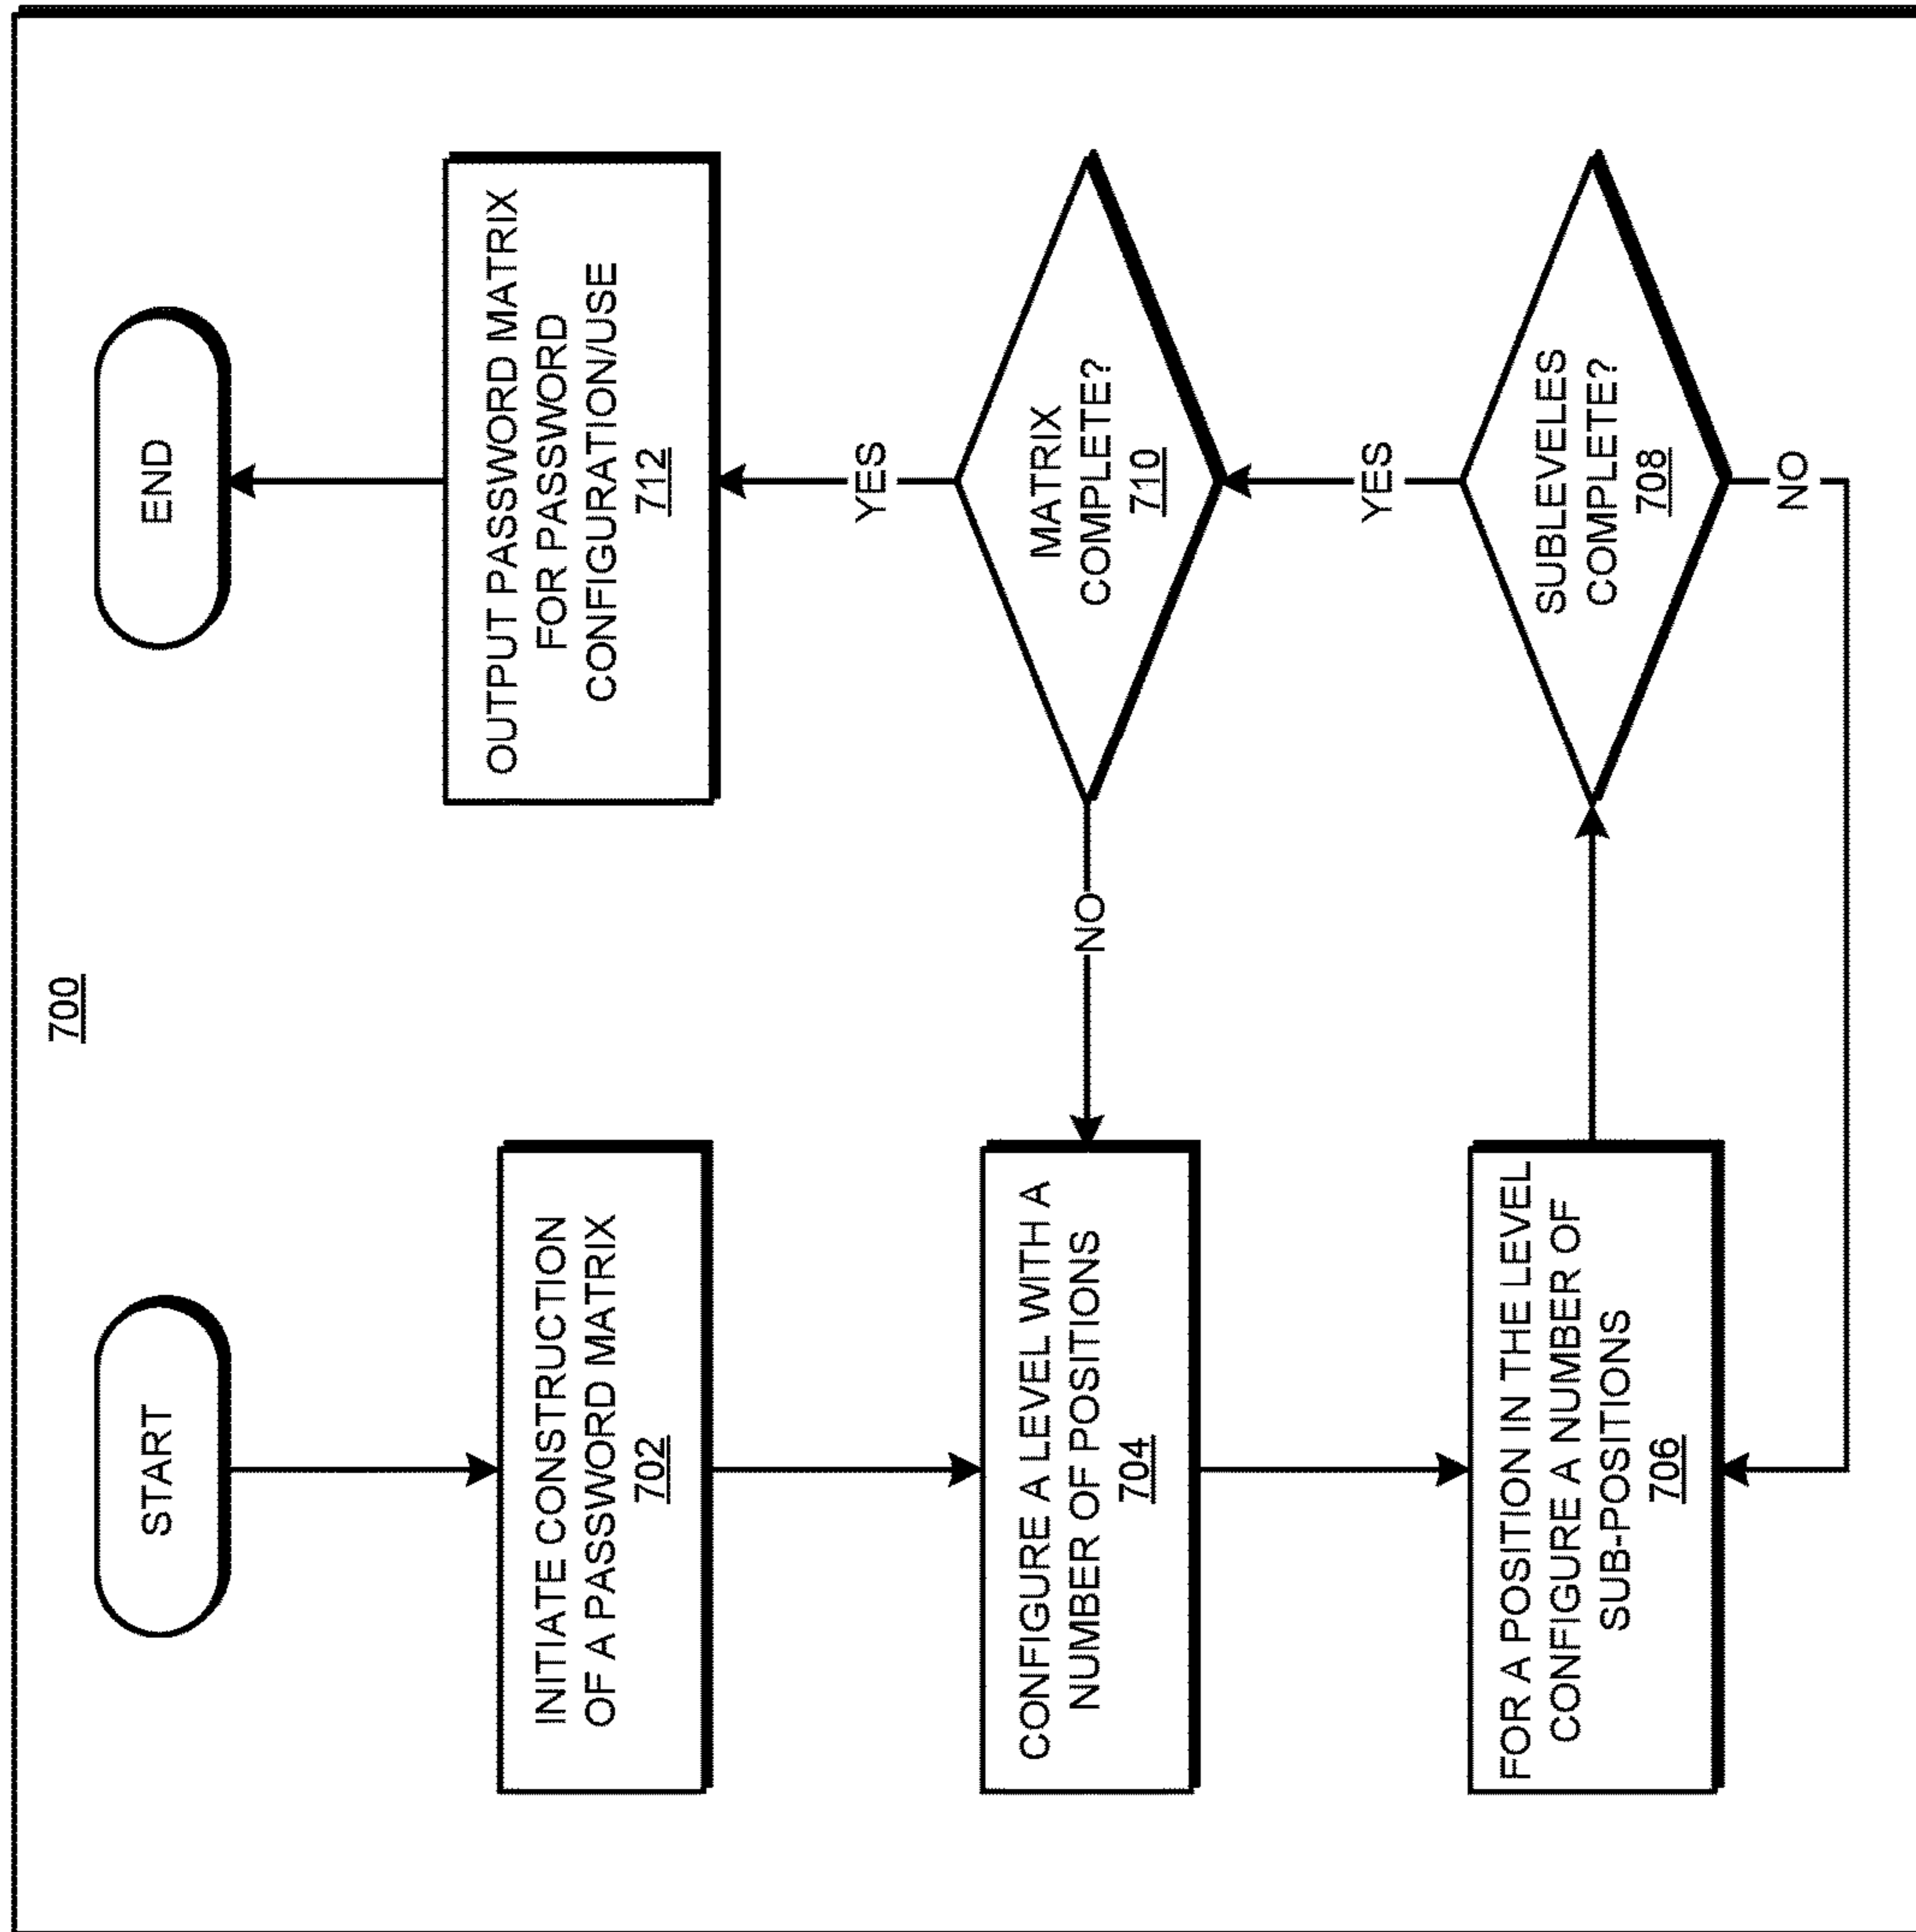 700
START
INITIATE CONSTRUCTION
OF A PASSWORD MATRIX
702
CONFIGURE A LEVEL WITH A
NUMBER OF POSITIONS
704
FOR A POSITION IN THE LEVEL
CONFIGURE A NUMBER OF
SUB-POSITIONS
706
SUBLEVELES
COMPLETE?
708
NO
YES
MATRIX
COMPLETE?
710
NO
YES
OUTPUT PASSWORD MATRIX
FOR PASSWORD
CONFIGURATION/USE
712
END